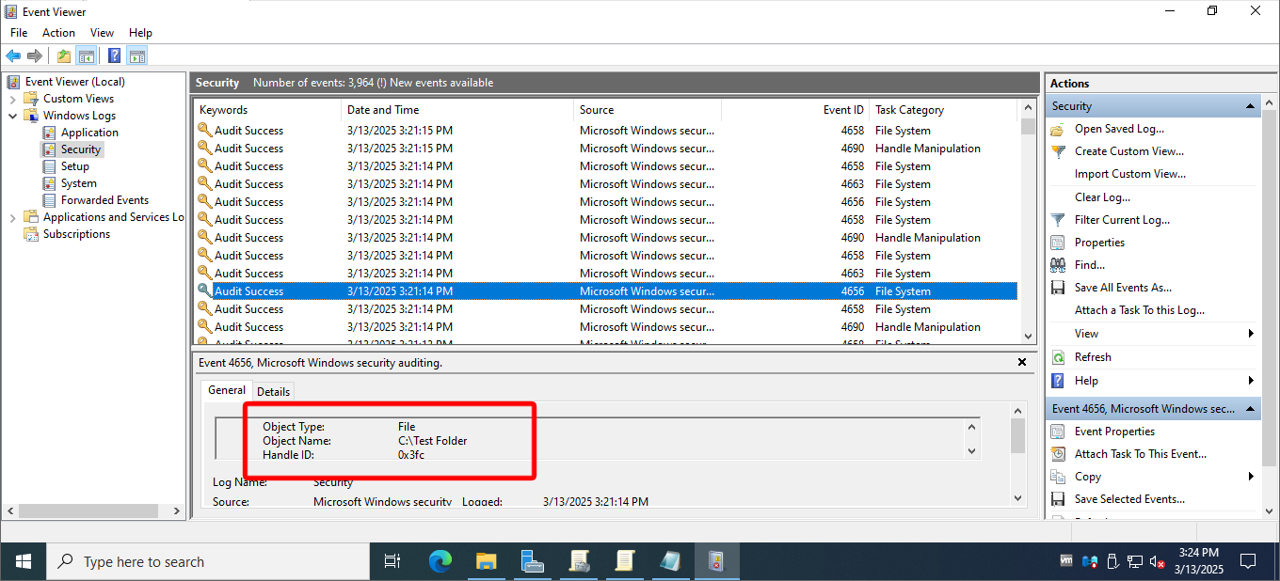 Event Viewer
File Action View Help
Event Viewer (Local)
Custom Views
Windows Logs
Application
Security
Setup
System
Forwarded Events
Applications and Services Lo
Subscriptions
Security Number of events: 3,964 (!) New events available
Keywords Date and Time Source Event ID Task Category
Audit Success 3/13/2025 3:21:15 PM Microsoft Windows secur... 4658 File System
Audit Success 3/13/2025 3:21:15 PM Microsoft Windows secur... 4690 Handle Manipulation
Audit Success 3/13/2025 3:21:14 PM Microsoft Windows secur... 4658 File System
Audit Success 3/13/2025 3:21:14 PM Microsoft Windows secur... 4663 File System
Audit Success 3/13/2025 3:21:14 PM Microsoft Windows secur... 4656 File System
Audit Success 3/13/2025 3:21:14 PM Microsoft Windows secur... 4658 File System
Audit Success 3/13/2025 3:21:14 PM Microsoft Windows secur... 4690 Handle Manipulation
Audit Success 3/13/2025 3:21:14 PM Microsoft Windows secur... 4658 File System
Audit Success 3/13/2025 3:21:14 PM Microsoft Windows secur... 4663 File System
Audit Success 3/13/2025 3:21:14 PM Microsoft Windows secur... 4656 File System
Audit Success 3/13/2025 3:21:14 PM Microsoft Windows secur... 4658 File System
Audit Success 3/13/2025 3:21:14 PM Microsoft Windows secur... 4690 Handle Manipulation
Event 4656, Microsoft Windows security auditing.
General Details
Object Type: File
Object Name: C:\Test Folder
Handle ID: 0x3fc
Log Name: Security
Source: Microsoft Windows security Logged: 3/13/2025 3:21:14 PM
Actions
Security
Open Saved Log...
Create Custom View...
Import Custom View...
Clear Log...
Filter Current Log...
Properties
Find...
Save All Events As...
Attach a Task To this Log...
View
Refresh
Help
Event 4656, Microsoft Windows sec...
Event Properties
Attach Task To This Event...
Copy
Save Selected Events...
Type here to search
3:24 PM
3/13/2025